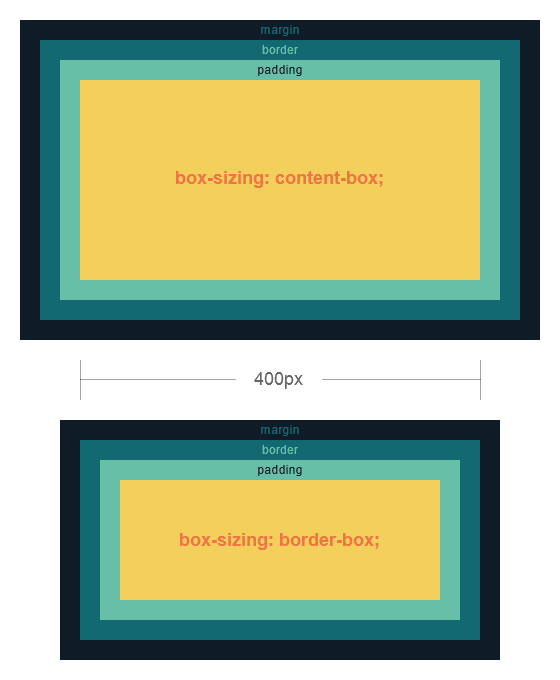 margin
border
padding
box-sizing: content-box;
400px
margin
border
padding
box-sizing: border-box;